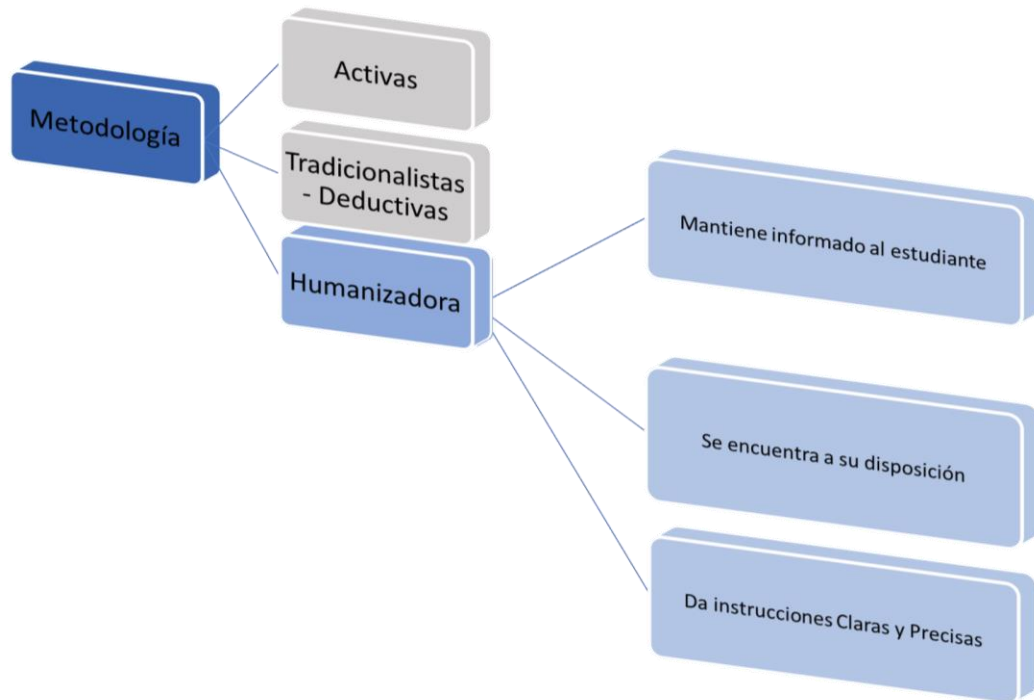 Metodología
Activas
Tradicionalistas
- Deductivas
Humanizadora
Mantiene informado al estudiante
Se encuentra a su disposición
Da instrucciones Claras y Precisas